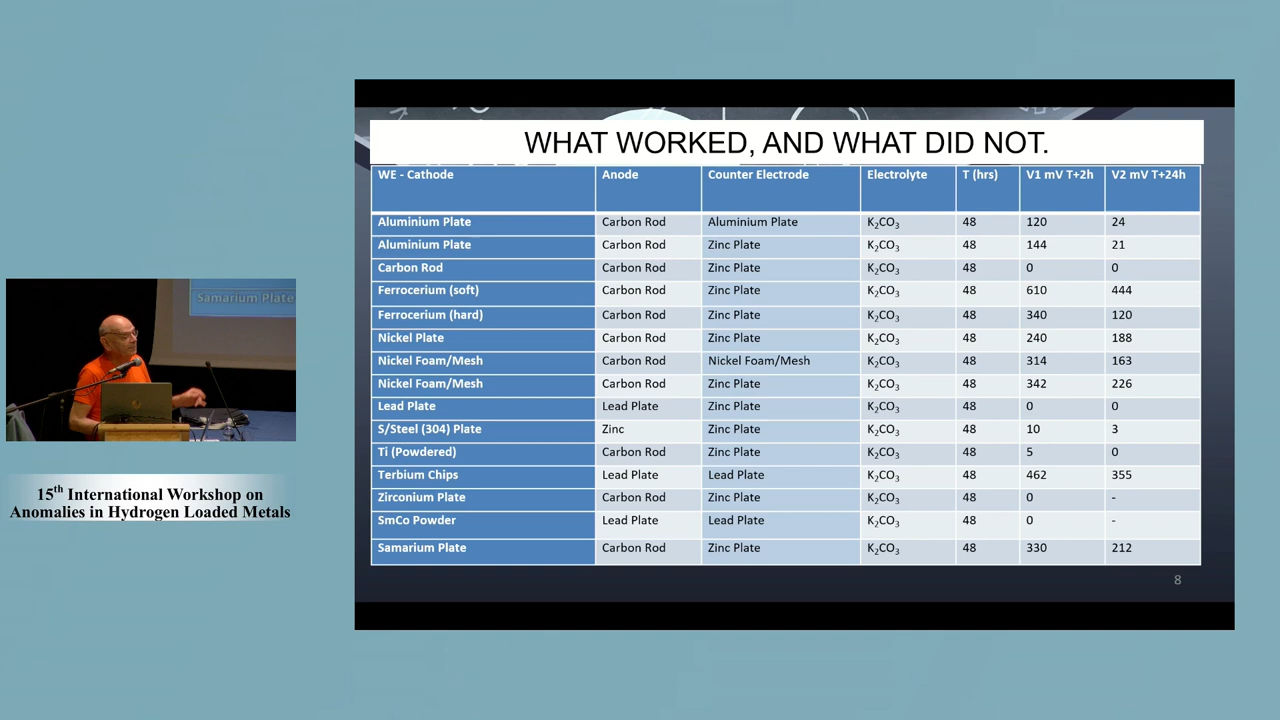 WHAT WORKED, AND WHAT DID NOT.
WE - Cathode Anode Counter Electrode Electrolyte T (hrs) V1 mV T+2h V2 mV T+24h
Aluminium Plate Carbon Rod Aluminium Plate K₂CO₃ 48 120 24
Aluminium Plate Carbon Rod Zinc Plate K₂CO₃ 48 144 21
Carbon Rod Carbon Rod Zinc Plate K₂CO₃ 48 0 0
Ferrocerium (soft) Carbon Rod Zinc Plate K₂CO₃ 48 610 444
Ferrocerium (hard) Carbon Rod Zinc Plate K₂CO₃ 48 340 120
Nickel Plate Carbon Rod Zinc Plate K₂CO₃ 48 240 188
Nickel Foam/Mesh Carbon Rod Nickel Foam/Mesh K₂CO₃ 48 314 163
Nickel Foam/Mesh Carbon Rod Zinc Plate K₂CO₃ 48 342 226
Lead Plate Lead Plate Zinc Plate K₂CO₃ 48 0 0
S/Steel (304) Plate Zinc Zinc Plate K₂CO₃ 48 10 3
Ti (Powdered) Carbon Rod Zinc Plate K₂CO₃ 48 5 0
Terbium Chips Lead Plate Lead Plate K₂CO₃ 48 462 355
Zirconium Plate Carbon Rod Zinc Plate K₂CO₃ 48 0 -
SmCo Powder Lead Plate Lead Plate K₂CO₃ 48 0 -
Samarium Plate Carbon Rod Zinc Plate K₂CO₃ 48 330 212
8
Samarium Plate
15th International Workshop on
Anomalies in Hydrogen Loaded Metals